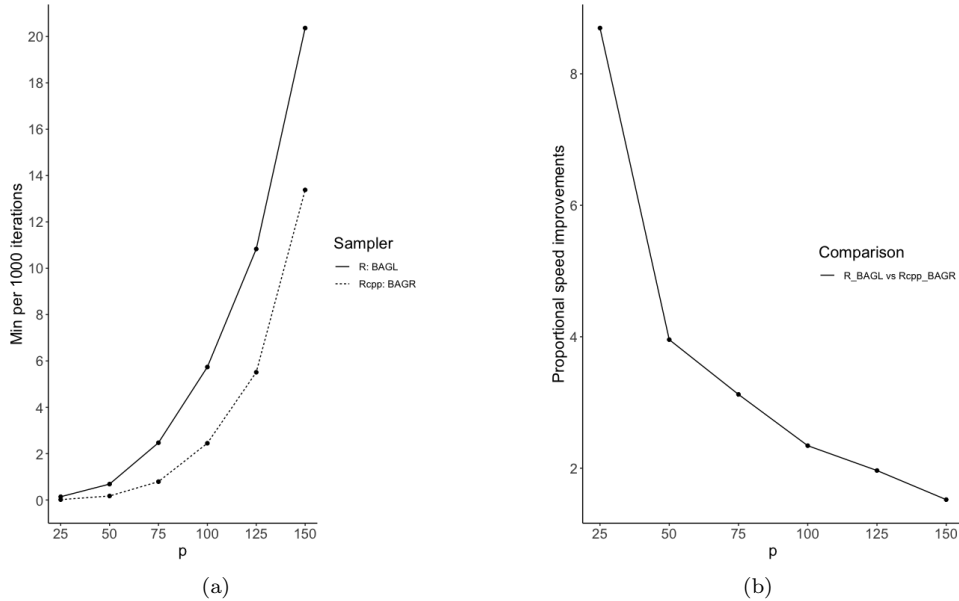 Min per 1000 iterations
20
18
16
14
12
10
8
6
4
2
0
25 50 75 100 125 150
p
Sampler
R: BAGL
Rcpp: BAGR
(a)
Proportional speed improvements
8
6
4
2
25 50 75 100 125 150
p
Comparison
R_BAGL vs Rcpp_BAGR
(b)